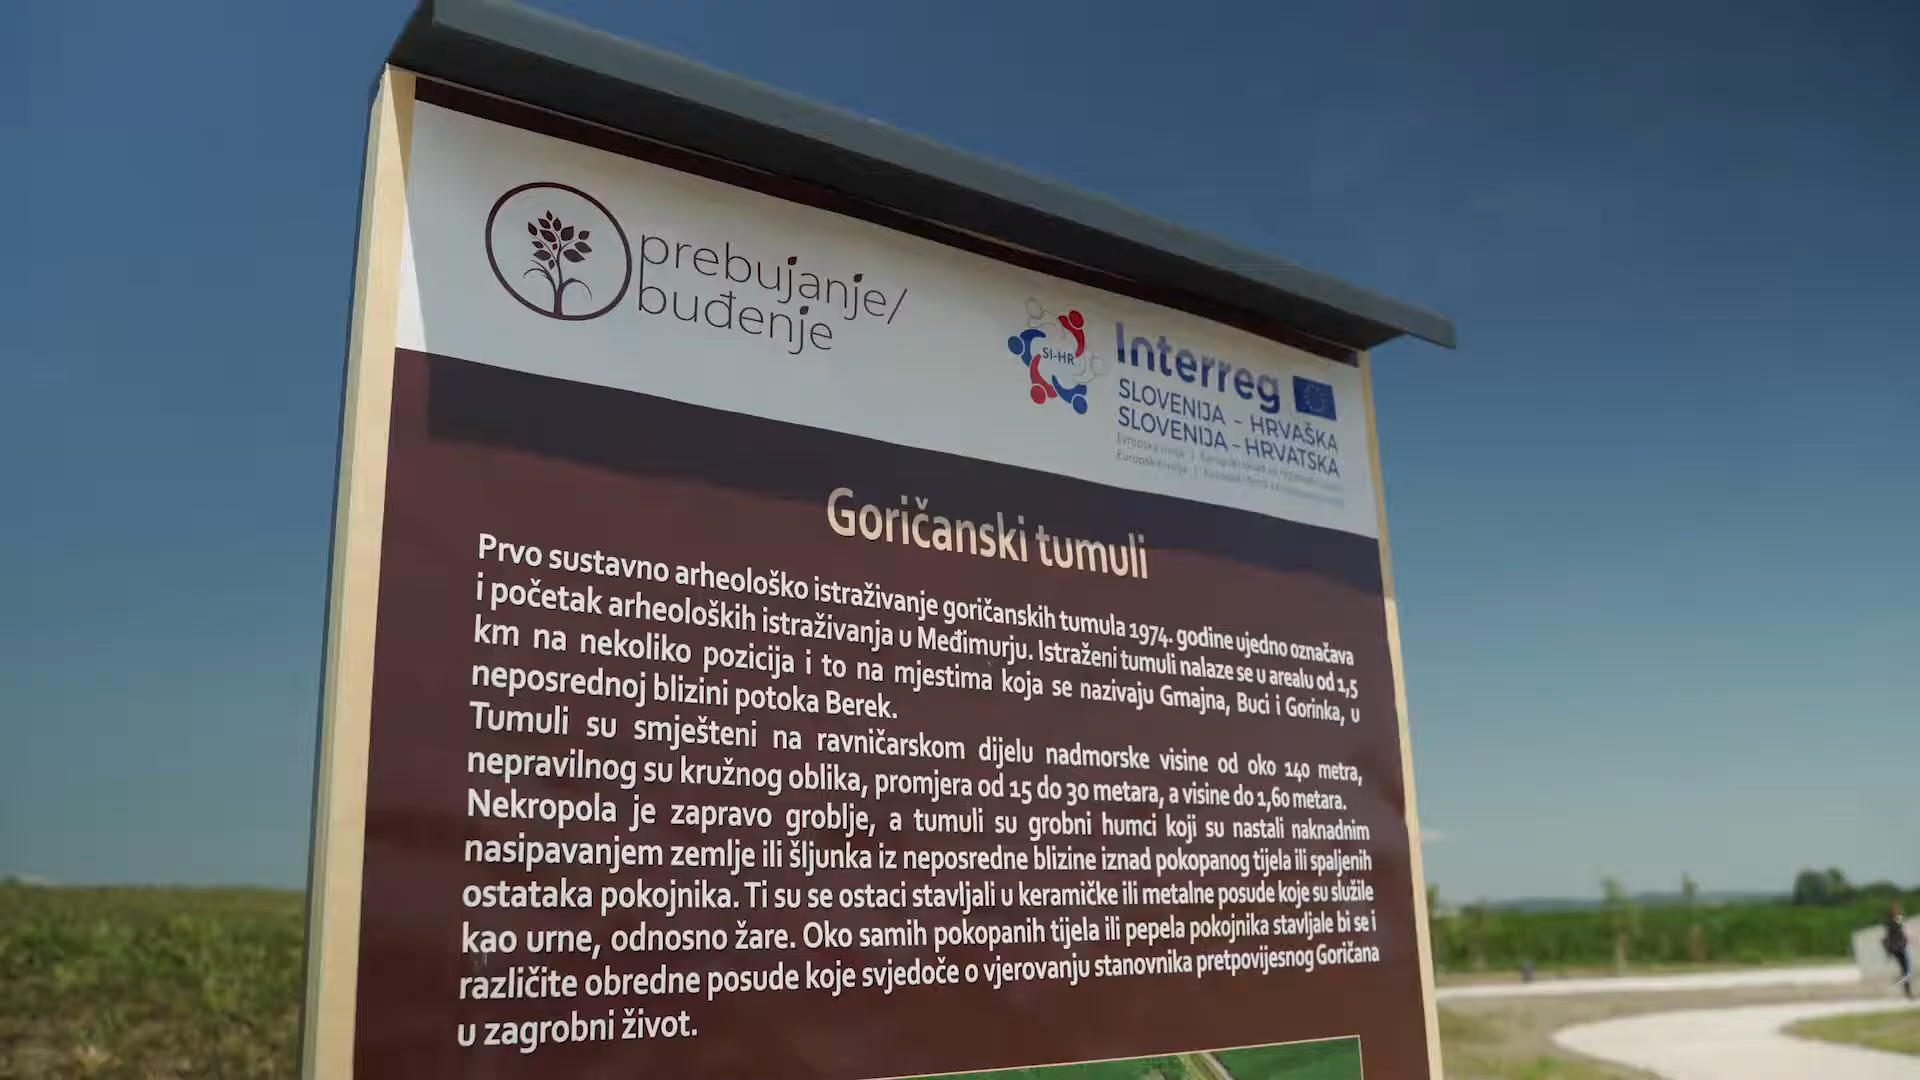 prebujanje/
buđenje
SI-HR
Interreg
SLOVENIJA – HRVAŠKA
SLOVENIJA – HRVATSKA
Evropska unija | Evropski sklad za regionalni razvoj
Europska unija | Europski fond za regionalni razvoj
Goričanski tumuli
Prvo sustavno arheološko istraživanje goričanskih tumula 1974. godine ujedno označava
i početak arheoloških istraživanja u Međimurju. Istraženi tumuli nalaze se u arealu od 1,5
km na nekoliko pozicija i to na mjestima koja se nazivaju Gmajna, Buci i Gorinka, u
neposrednoj blizini potoka Berek.
Tumuli su smješteni na ravničarskom dijelu nadmorske visine od oko 140 metra,
nepravilnog su kružnog oblika, promjera od 15 do 30 metara, a visine do 1,60 metara.
Nekropola je zapravo groblje, a tumuli su grobni humci koji su nastali naknadnim
nasipavanjem zemlje ili šljunka iz neposredne blizine iznad pokopanog tijela ili spaljenih
ostataka pokojnika. Ti su se ostaci stavljali u keramičke ili metalne posude koje su služile
kao urne, odnosno žare. Oko samih pokopanih tijela ili pepela pokojnika stavljale bi se i
različite obredne posude koje svjedoče o vjerovanju stanovnika pretpovijesnog Goričana
u zagrobni život.